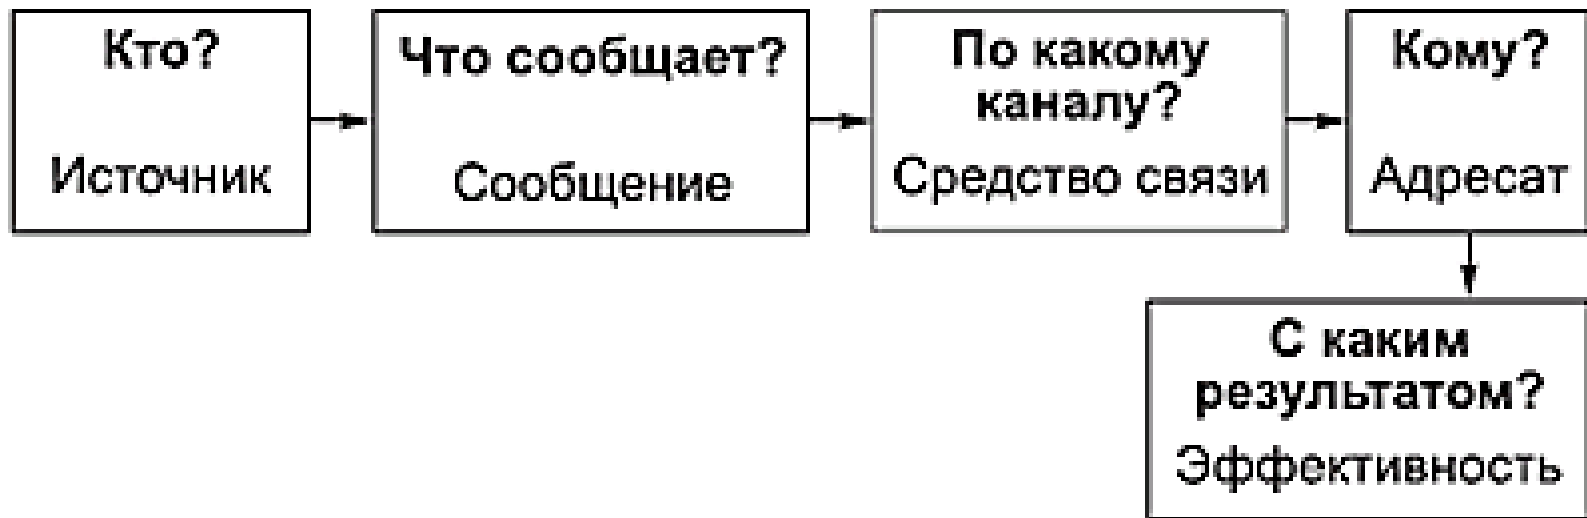 Кто?
Источник
Что сообщает?
Сообщение
По какому
каналу?
Средство связи
Кому?
Адресат
С каким
результатом?
Эффективность